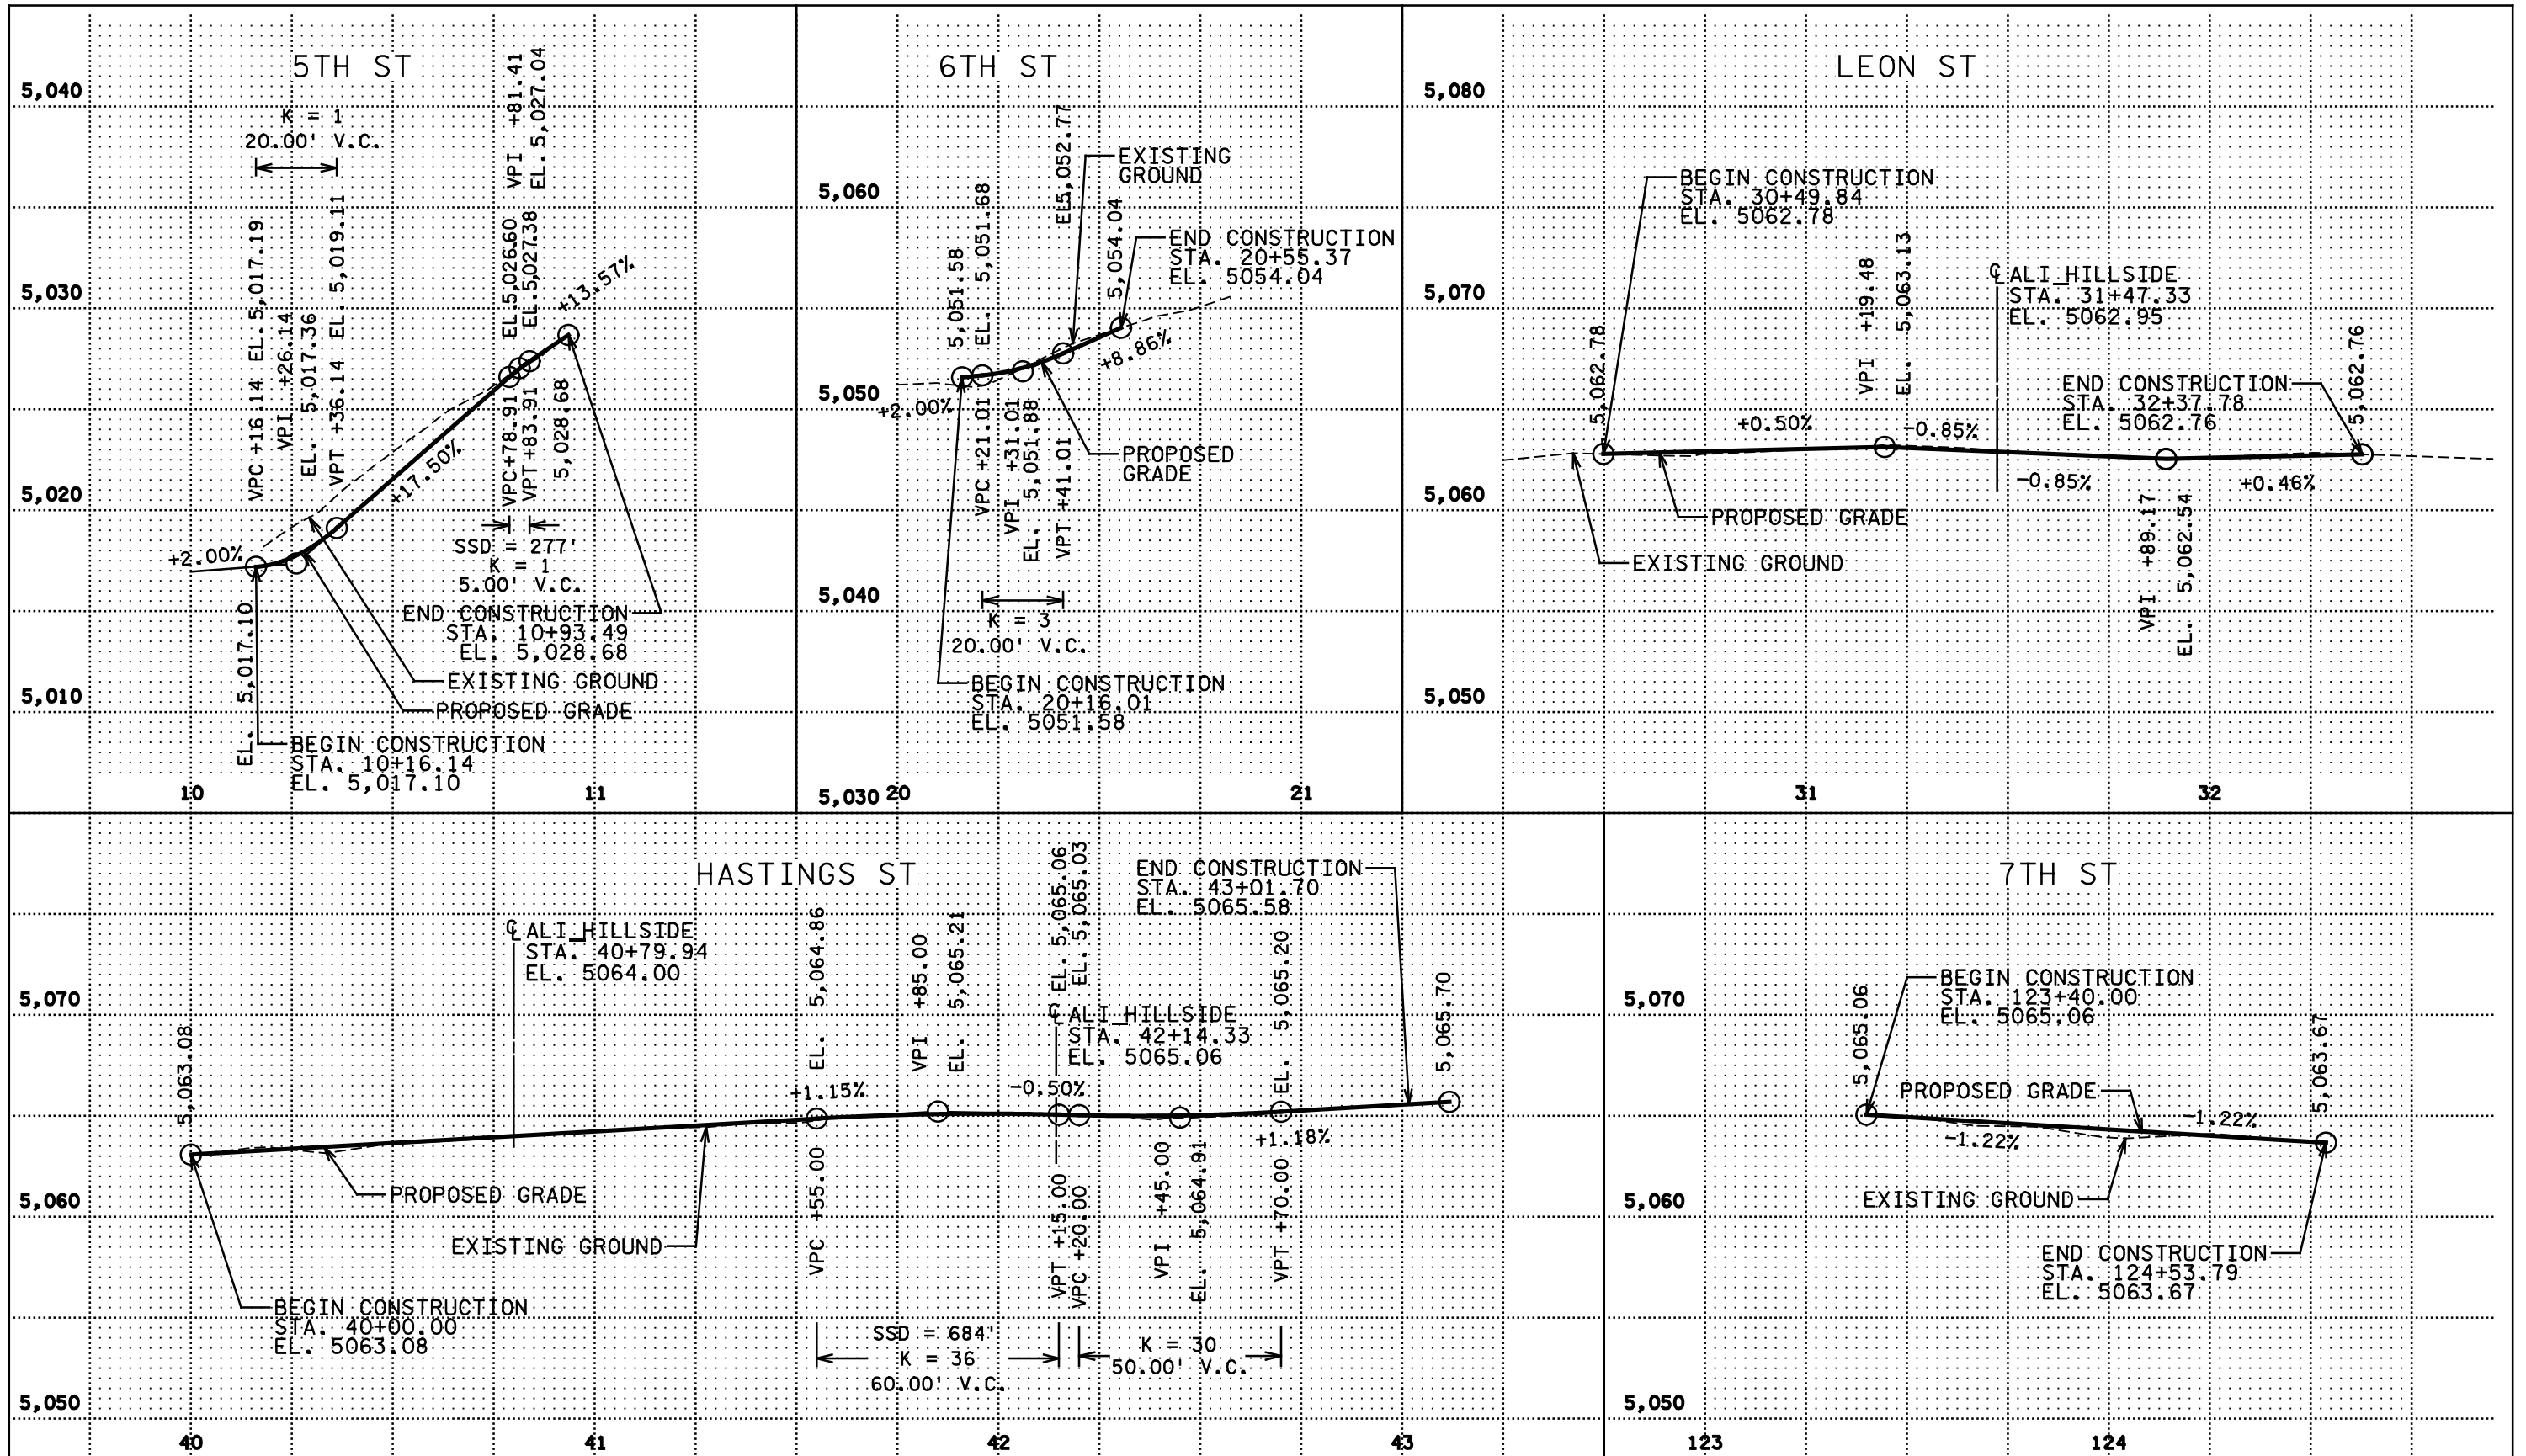 5TH ST
5,040
5,030
5,020
5,010
K = 1
20.00' V.C.
VPC +16.14 EL. 5,017.19
VPI +26.14
EL. 5,017.36
VPT +36.14 EL. 5,019.11
VPC+78.91 EL5,026.60
VPI +81.41
EL. 5,027.04
VPT+83.91 EL.5,027.38
5,028.68
+13.57%
+17.50%
+2.00%
SSD = 277'
K = 1
5.00' V.C.
END CONSTRUCTION
STA. 10+93.49
EL. 5,028.68
EXISTING GROUND
PROPOSED GRADE
EL. 5,017.10
BEGIN CONSTRUCTION
STA. 10+16.14
EL. 5,017.10
10
11
6TH ST
5,060
5,050
5,040
5,030
5,051.58
VPC +21.01 EL. 5,051.68
VPI +31.01
EL. 5,051.88
VPT +41.01
EL5,052.77
5,054.04
EXISTING
GROUND
END CONSTRUCTION
STA. 20+55.37
EL. 5054.04
+8.86%
+2.00%
PROPOSED
GRADE
K = 3
20.00' V.C.
BEGIN CONSTRUCTION
STA. 20+16.01
EL. 5051.58
20
21
LEON ST
5,080
5,070
5,060
5,050
BEGIN CONSTRUCTION
STA. 30+49.84
EL. 5062.78
5,062.78
VPI +19.48
EL. 5,063.13
℄ ALI_HILLSIDE
STA. 31+47.33
EL. 5062.95
END CONSTRUCTION
STA. 32+37.78
EL. 5062.76
5,062.76
+0.50%
-0.85%
-0.85%
+0.46%
VPI +89.17
EL. 5,062.54
PROPOSED GRADE
EXISTING GROUND
31
32
HASTINGS ST
5,070
5,060
5,050
5,063.08
℄ ALI_HILLSIDE
STA. 40+79.94
EL. 5064.00
VPC +55.00 EL. 5,064.86
VPI +85.00
EL. 5,065.21
VPT +15.00 EL. 5,065.06
VPC +20.00 EL. 5,065.03
℄ ALI_HILLSIDE
STA. 42+14.33
EL. 5065.06
END CONSTRUCTION
STA. 43+01.70
EL. 5065.58
VPI +45.00
EL. 5,064.91
VPT +70.00 EL. 5,065.20
5,065.70
+1.15%
-0.50%
+1.18%
PROPOSED GRADE
EXISTING GROUND
BEGIN CONSTRUCTION
STA. 40+00.00
EL. 5063.08
SSD = 684'
K = 36
60.00' V.C.
K = 30
50.00' V.C.
40
41
42
43
7TH ST
5,070
5,060
5,050
5,065.06
BEGIN CONSTRUCTION
STA. 123+40.00
EL. 5065.06
PROPOSED GRADE
-1.22%
-1.22%
5,063.67
EXISTING GROUND
END CONSTRUCTION
STA. 124+53.79
EL. 5063.67
123
124